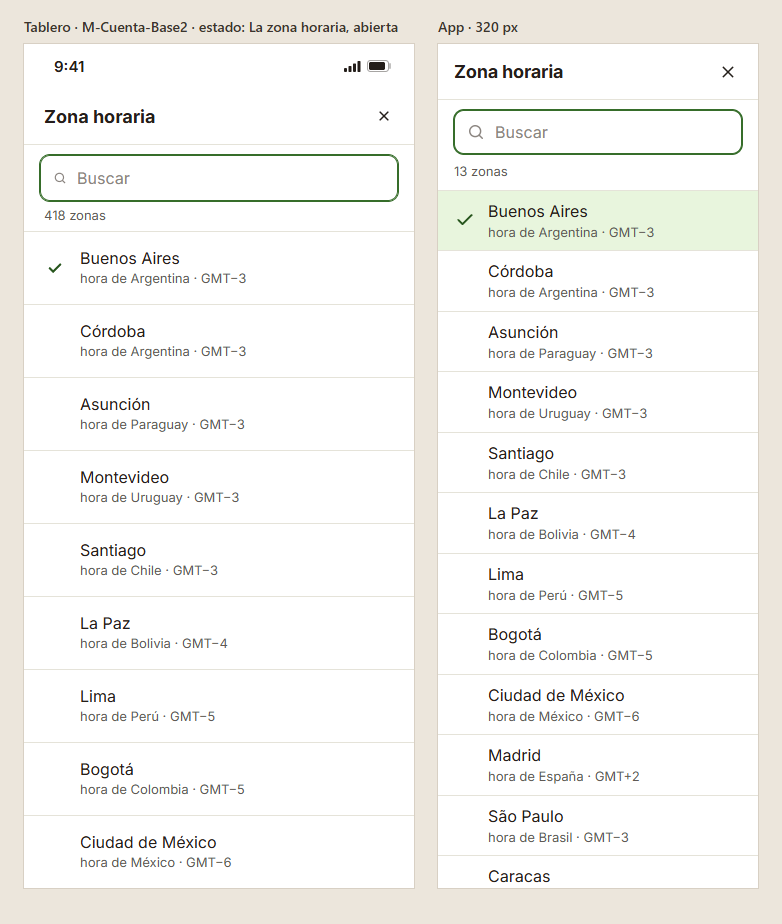 Tablero · M-Cuenta-Base2 · estado: La zona horaria, abierta
9:41
Zona horaria
Buscar
418 zonas
Buenos Aires
hora de Argentina · GMT−3
Córdoba
hora de Argentina · GMT−3
Asunción
hora de Paraguay · GMT−3
Montevideo
hora de Uruguay · GMT−3
Santiago
hora de Chile · GMT−3
La Paz
hora de Bolivia · GMT−4
Lima
hora de Perú · GMT−5
Bogotá
hora de Colombia · GMT−5
Ciudad de México
hora de México · GMT−6
App · 320 px
Zona horaria
Buscar
13 zonas
Buenos Aires
hora de Argentina · GMT−3
Córdoba
hora de Argentina · GMT−3
Asunción
hora de Paraguay · GMT−3
Montevideo
hora de Uruguay · GMT−3
Santiago
hora de Chile · GMT−3
La Paz
hora de Bolivia · GMT−4
Lima
hora de Perú · GMT−5
Bogotá
hora de Colombia · GMT−5
Ciudad de México
hora de México · GMT−6
Madrid
hora de España · GMT+2
São Paulo
hora de Brasil · GMT−3
Caracas